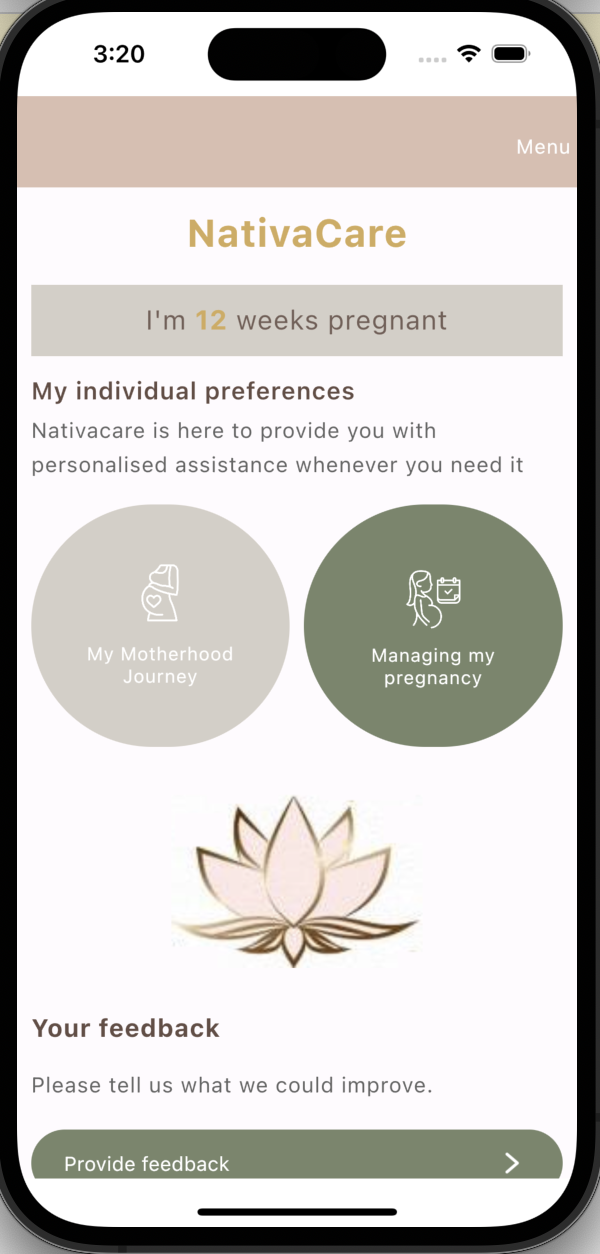 3:20
Menu
NativaCare
I'm 12 weeks pregnant
My individual preferences
Nativacare is here to provide you with
personalised assistance whenever you need it
My Motherhood
Journey
Managing my
pregnancy
Your feedback
Please tell us what we could improve.
Provide feedback